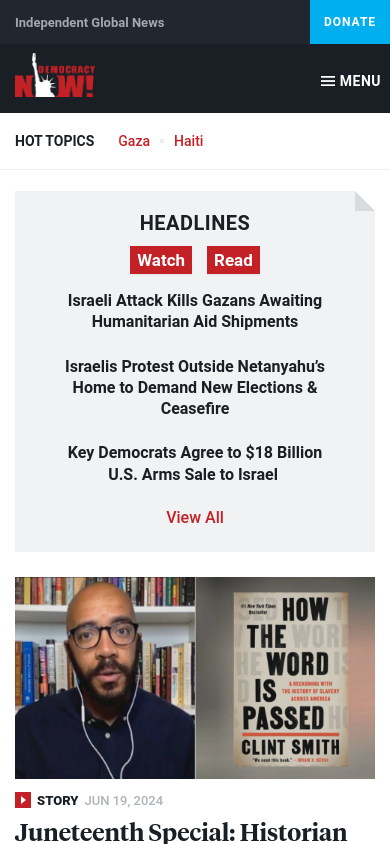 Independent Global News
DONATE
DEMOCRACY
NOW!
MENU
HOT TOPICS Gaza Haiti
HEADLINES
Watch Read
Israeli Attack Kills Gazans Awaiting
Humanitarian Aid Shipments
Israelis Protest Outside Netanyahu’s
Home to Demand New Elections &
Ceasefire
Key Democrats Agree to $18 Billion
U.S. Arms Sale to Israel
View All
New York Times
Bestseller
HOW
THE
WORD
IS
PASSED
A RECKONING WITH
THE HISTORY OF SLAVERY
ACROSS AMERICA
CLINT SMITH
STORY JUN 19, 2024
Juneteenth Special: Historian